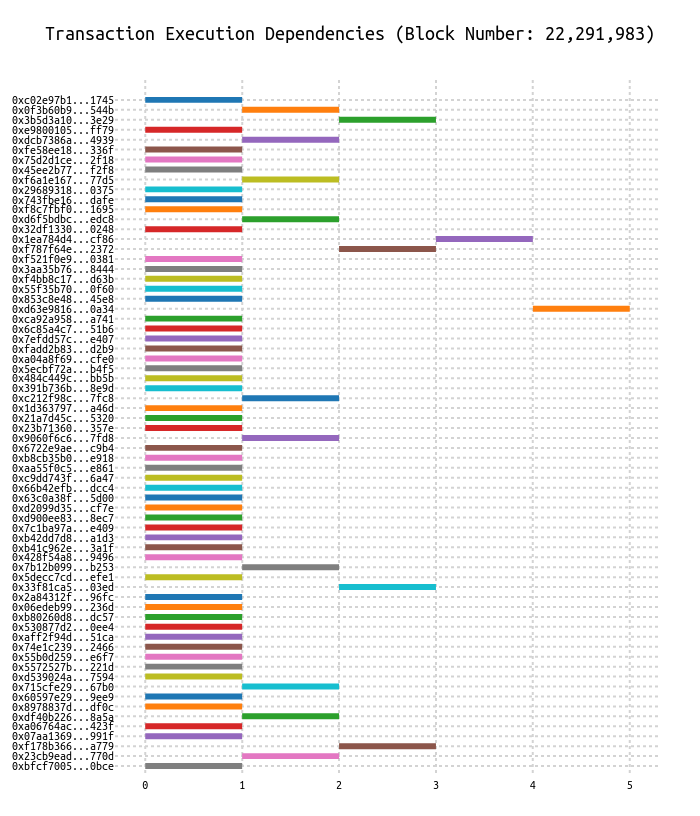 Transaction Execution Dependencies (Block Number: 22,291,983)
0xc02e97b1...1745
0x0f3b60b9...544b
0x3b5d3a10...3e29
0xe9800105...ff79
0xdcb7386a...4939
0xfe58ee18...336f
0x75d2d1ce...2f18
0x45ee2b77...f2f8
0xf6a1e167...77d5
0x29689318...0375
0x743fbe16...dafe
0xf8c7fbf0...1695
0xd6f5bdbc...edc8
0x32df1330...0248
0x1ea784d4...cf86
0xf787f64e...2372
0xf521f0e9...0381
0x3aa35b76...8444
0xf4bb8c17...d63b
0x55f35b70...0f60
0x853c8e48...45e8
0xd63e9816...0a34
0xca92a958...a741
0x6c85a4c7...51b6
0x7efdd57c...e407
0xfadd2b83...d2b9
0xa04a8f69...cfe0
0x5ecbf72a...b4f5
0x484c449c...bb5b
0x391b736b...8e9d
0xc212f98c...7fc8
0x1d363797...a46d
0x21a7d45c...5320
0x23b71360...357e
0x9060f6c6...7fd8
0x6722e9ae...c9b4
0xb8cb35b0...e918
0xaa55f0c5...e861
0xc9dd743f...6a47
0x66b42efb...dcc4
0x63c0a38f...5d00
0xd2099d35...cf7e
0xd900ee83...8ec7
0x7c1ba97a...e409
0xb42dd7d8...a1d3
0xb41c962e...3a1f
0x428f54a8...9496
0x7b12b099...b253
0x5decc7cd...efe1
0x33f81ca5...03ed
0x2a84312f...96fc
0x06edeb99...236d
0xb80260d8...dc57
0x530877d2...0ee4
0xaff2f94d...51ca
0x74e1c239...2466
0x55b0d259...e6f7
0x5572527b...221d
0xd539024a...7594
0x715cfe29...67b0
0x60597e29...9ee9
0x8978837d...df0c
0xdf40b226...8a5a
0xa06764ac...423f
0x07aa1369...991f
0xf178b366...a779
0x23cb9ead...770d
0xbfcf7005...0bce
0 1 2 3 4 5